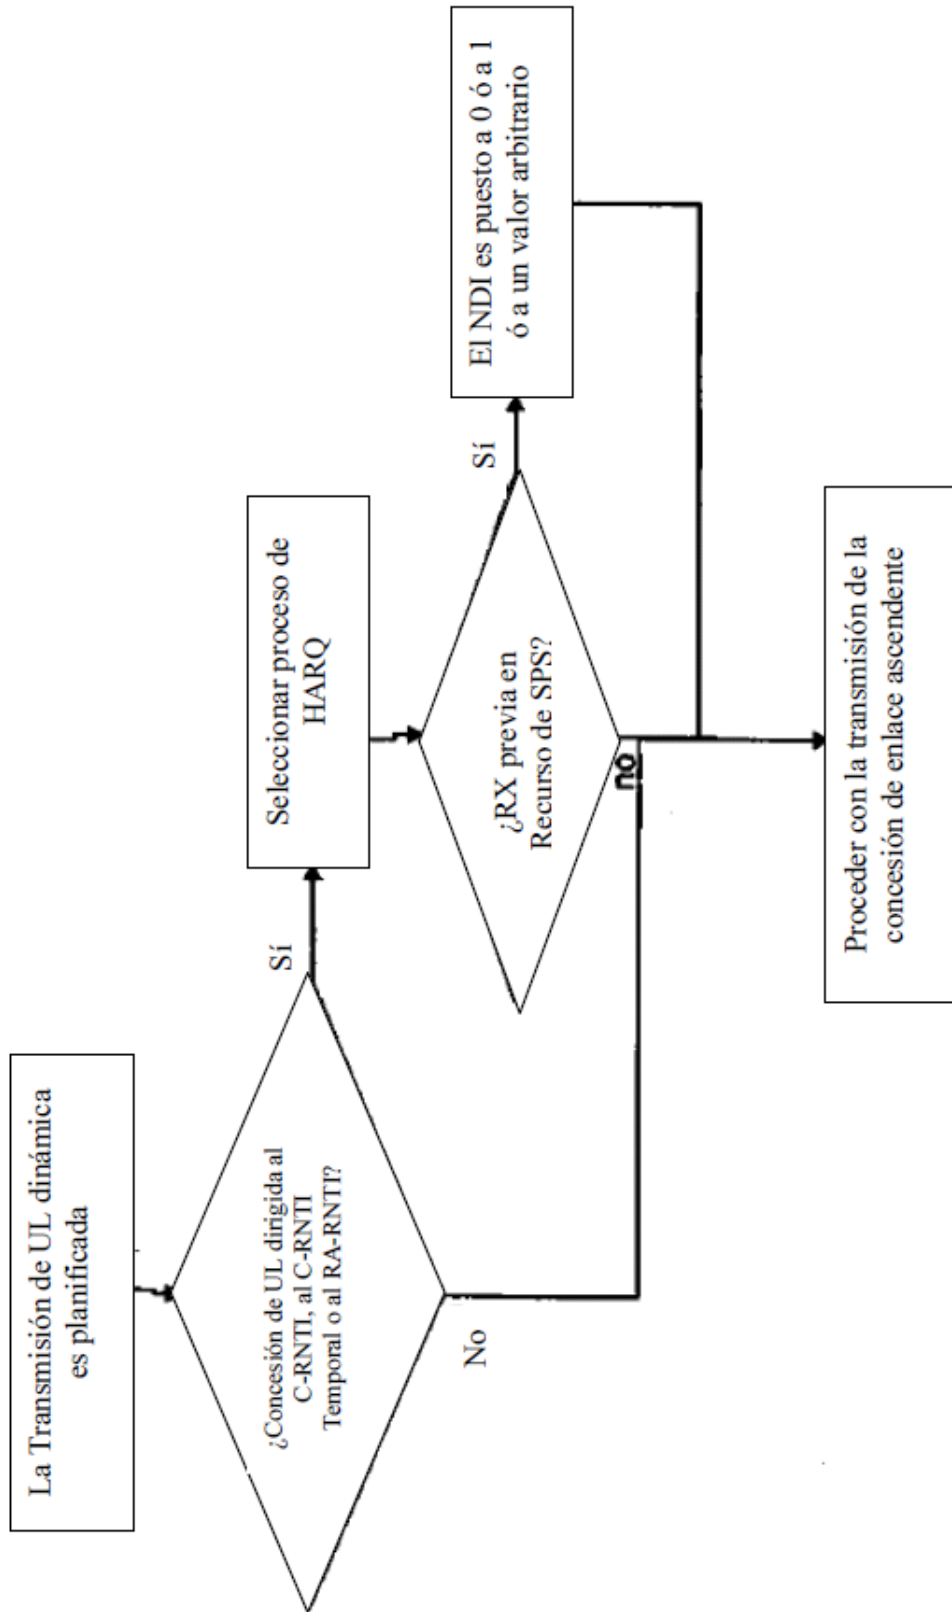 La Transmisión de UL dinámica
es planificada
¿Concesión de UL dirigida al
C-RNTI, al C-RNTI
Temporal o al RA-RNTI?
Sí
No
Seleccionar proceso de
HARQ
¿RX previa en
Recurso de SPS?
Sí
no
El NDI es puesto a 0 ó a 1
ó a un valor arbitrario
Proceder con la transmisión de la
concesión de enlace ascendente